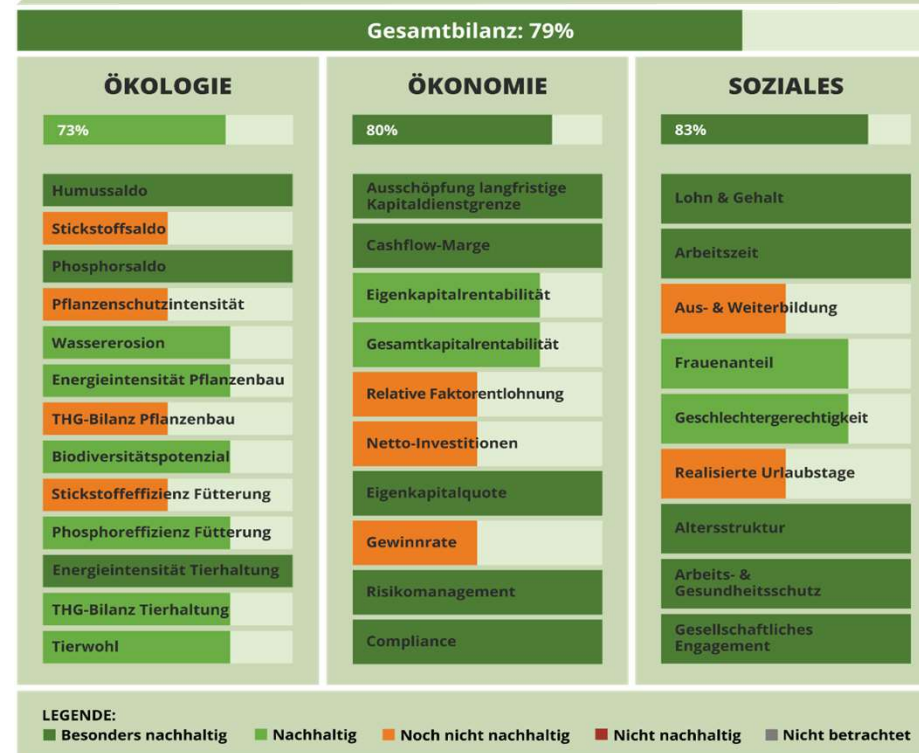 Gesamtbilanz: 79%
ÖKOLOGIE
73%
Humussaldo
Stickstoffsaldo
Phosphorsaldo
Pflanzenschutzintensität
Wassererosion
Energieintensität Pflanzenbau
THG-Bilanz Pflanzenbau
Biodiversitätspotenzial
Stickstoffeffizienz Fütterung
Phosphoreffizienz Fütterung
Energieintensität Tierhaltung
THG-Bilanz Tierhaltung
Tierwohl
ÖKONOMIE
80%
Ausschöpfung langfristige
Kapitaldienstgrenze
Cashflow-Marge
Eigenkapitalrentabilität
Gesamtkapitalrentabilität
Relative Faktorentlohnung
Netto-Investitionen
Eigenkapitalquote
Gewinnrate
Risikomanagement
Compliance
SOZIALES
83%
Lohn & Gehalt
Arbeitszeit
Aus- & Weiterbildung
Frauenanteil
Geschlechtergerechtigkeit
Realisierte Urlaubstage
Altersstruktur
Arbeits- &
Gesundheitsschutz
Gesellschaftliches
Engagement
LEGENDE:
Besonders nachhaltig Nachhaltig Noch nicht nachhaltig Nicht nachhaltig Nicht betrachtet